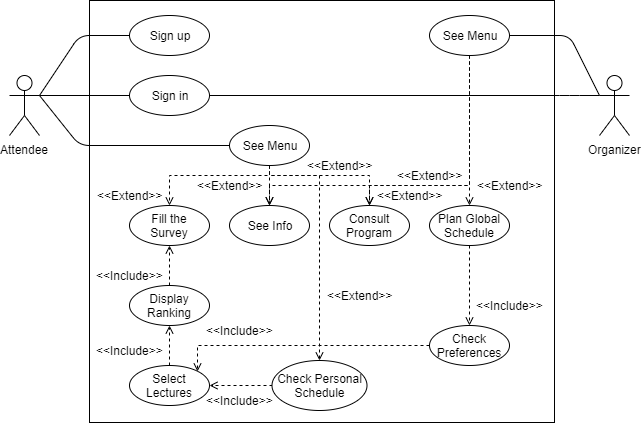 Sign up
See Menu
Sign in
Attendee
Organizer
See Menu
<<Extend>>
<<Extend>>
<<Extend>>
<<Extend>>
<<Extend>>
<<Extend>>
Fill the
Survey
See Info
Consult
Program
Plan Global
Schedule
<<Include>>
<<Extend>>
Display
Ranking
<<Include>>
<<Include>>
Check
Preferences
<<Include>>
Select
Lectures
Check Personal
Schedule
<<Include>>